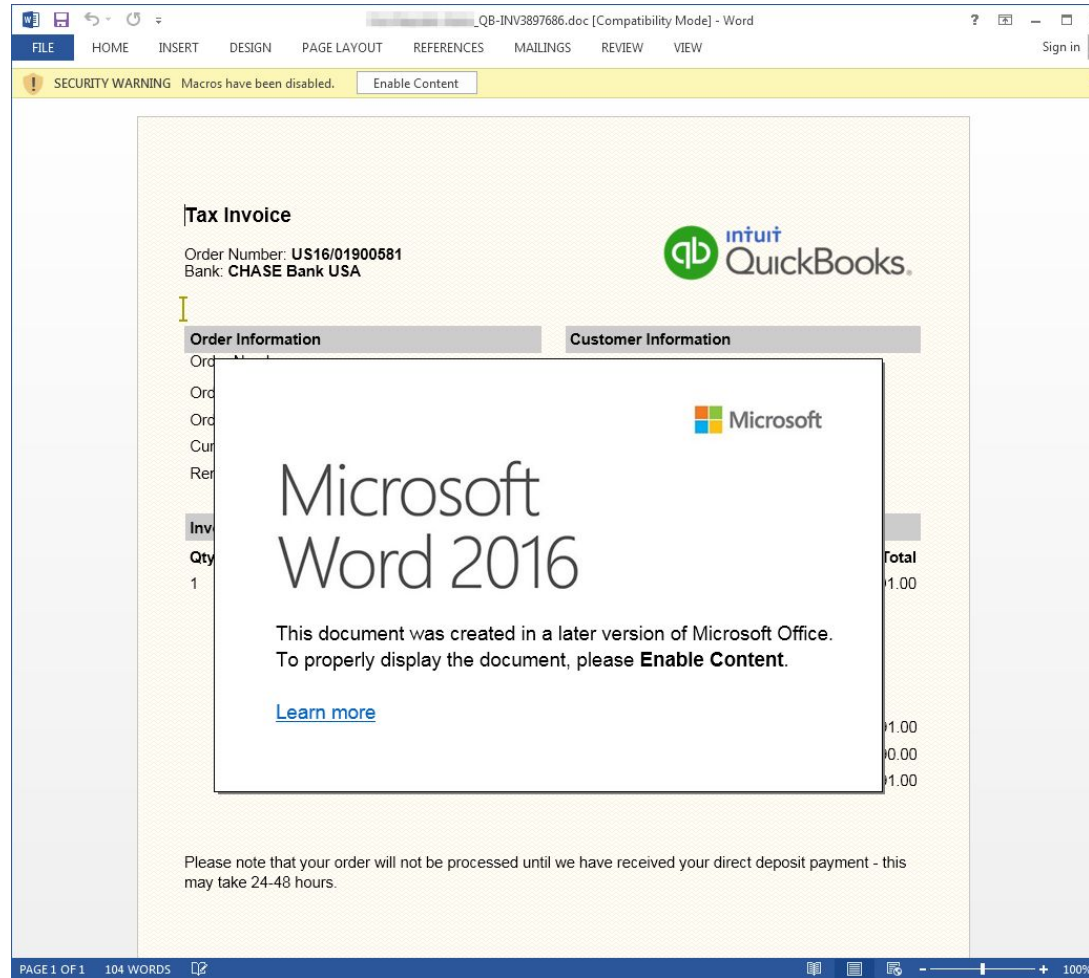 _QB-INV3897686.doc [Compatibility Mode] - Word
?
FILE HOME INSERT DESIGN PAGE LAYOUT REFERENCES MAILINGS REVIEW VIEW Sign in
! SECURITY WARNING Macros have been disabled. Enable Content
Tax Invoice
Order Number: US16/01900581
Bank: CHASE Bank USA
qb intuit
QuickBooks.
Order Information Customer Information
Microsoft
Microsoft
Word 2016
Qty Total
1
This document was created in a later version of Microsoft Office.
To properly display the document, please Enable Content.
Learn more
Please note that your order will not be processed until we have received your direct deposit payment - this
may take 24-48 hours.
PAGE 1 OF 1 104 WORDS 100%